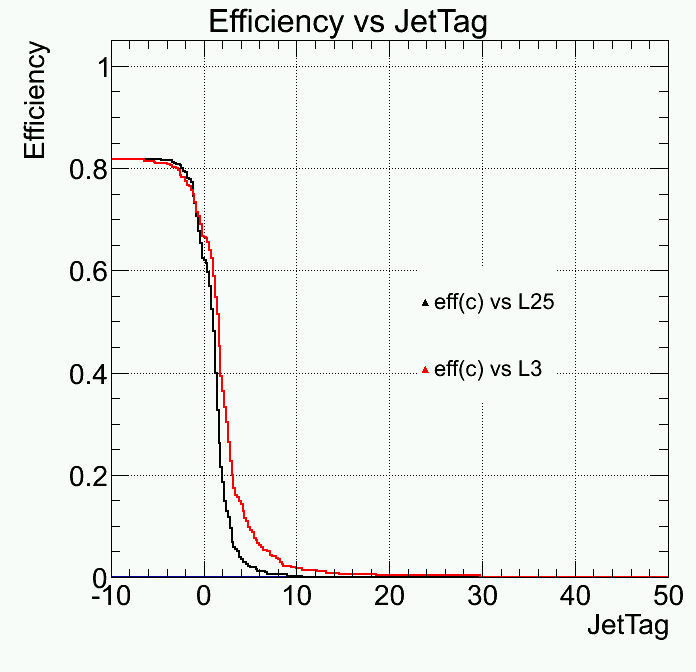 Efficiency vs JetTag
Efficiency
1
0.8
0.6
0.4
0.2
0
-10 0 10 20 30 40 50
JetTag
eff(c) vs L25
eff(c) vs L3